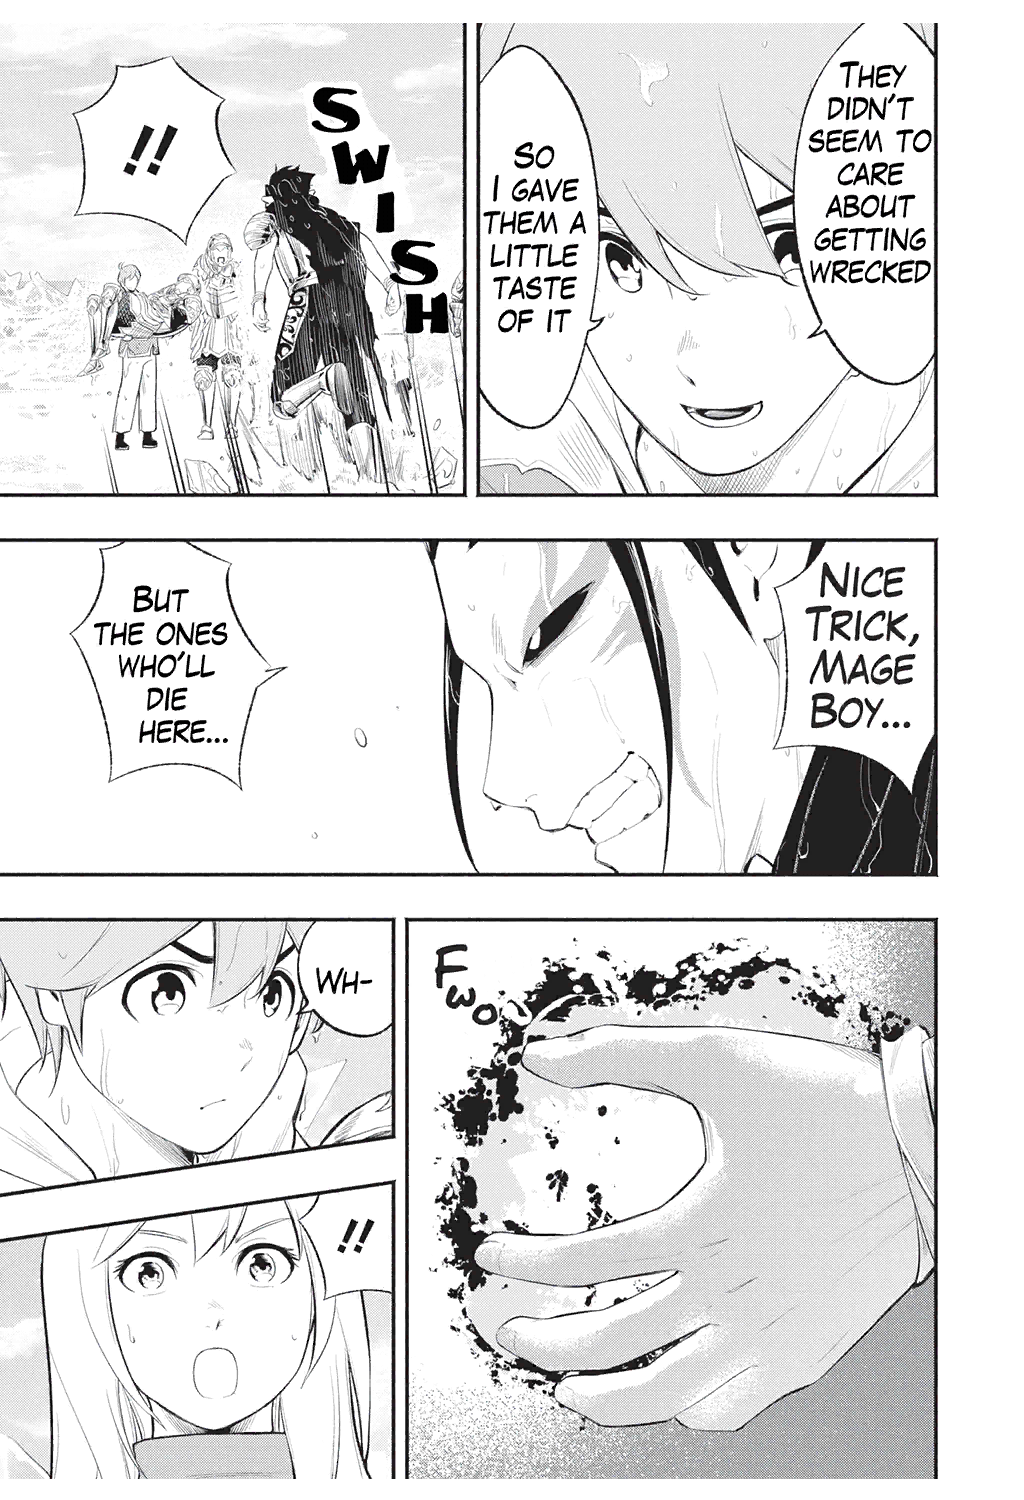 THEY
DIDN'T
SEEM TO
CARE
ABOUT
GETTING
WRECKED
SO
I GAVE
THEM A
LITTLE
TASTE
OF IT
SWISH
!!
NICE
TRICK,
MAGE
BOY...
BUT
THE ONES
WHO'LL
DIE
HERE...
FWOO
WH-
!!